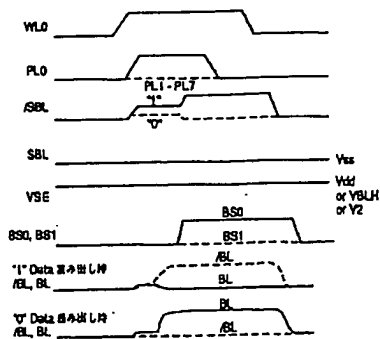 WL0
PL0
PL1 - PL7
"1"
/SBL
"0"
SBL
Vss
VSE
Vdd
or VBLH
or V2
BS0
BS0, BS1
BS1
/BL
"1" Data 読み出し時
/BL, BL
BL
BL
"0" Data 読み出し時
/BL, BL
/BL